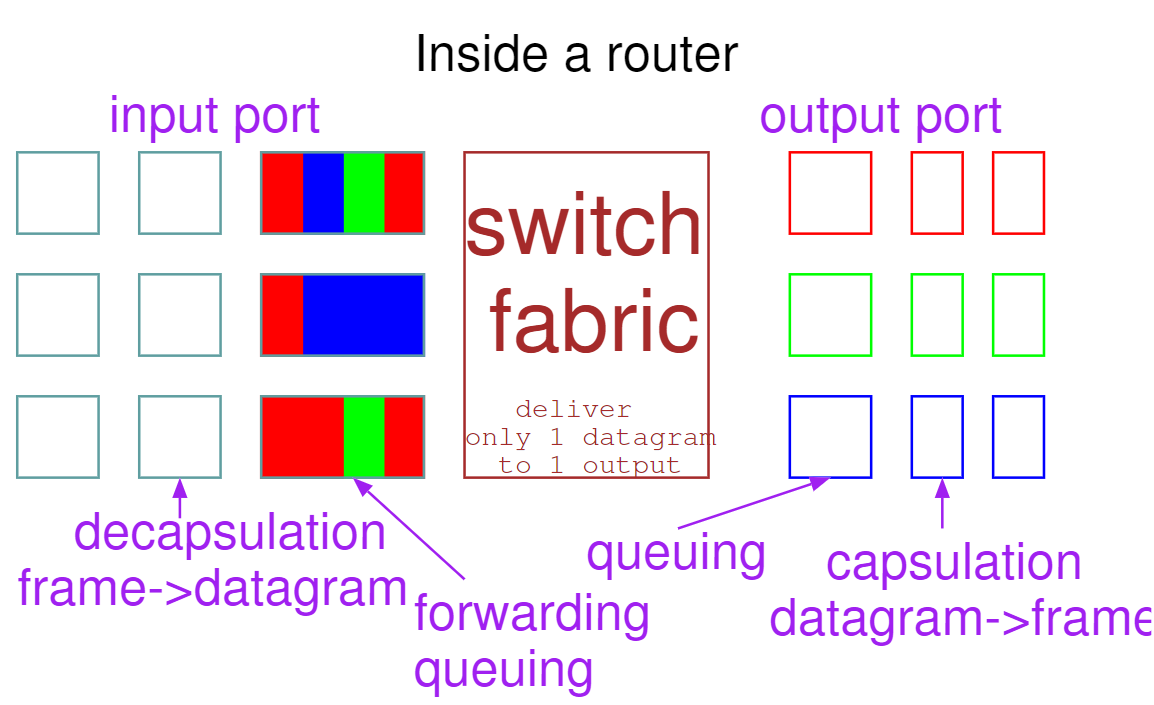 Inside a router
input port
output port
switch
fabric
deliver
only 1 datagram
to 1 output
decapsulation
frame->datagram
forwarding
queuing
queuing
capsulation
datagram->frame